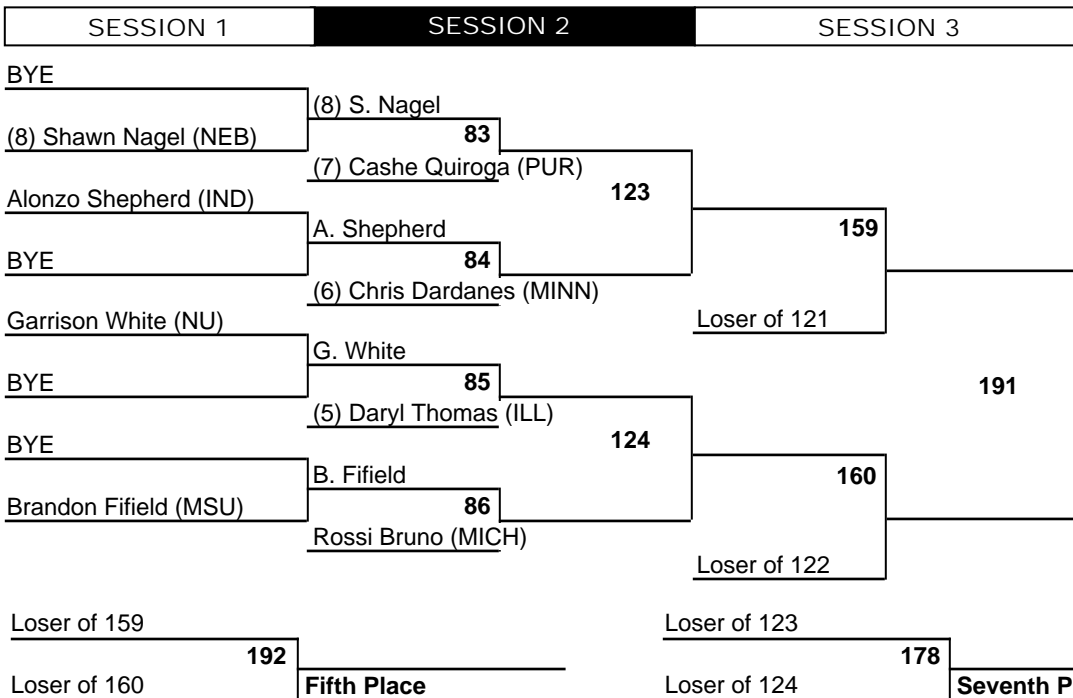 SESSION 1 SESSION 2 SESSION 3
BYE
(8) S. Nagel
(8) Shawn Nagel (NEB)
83
(7) Cashe Quiroga (PUR)
123
Alonzo Shepherd (IND)
A. Shepherd
159
BYE
84
(6) Chris Dardanes (MINN)
Garrison White (NU)
Loser of 121
G. White
BYE
85
191
(5) Daryl Thomas (ILL)
BYE
124
B. Fifield
160
Brandon Fifield (MSU)
86
Rossi Bruno (MICH)
Loser of 122
Loser of 159
Loser of 123
192
178
Loser of 160
Fifth Place
Loser of 124
Seventh P